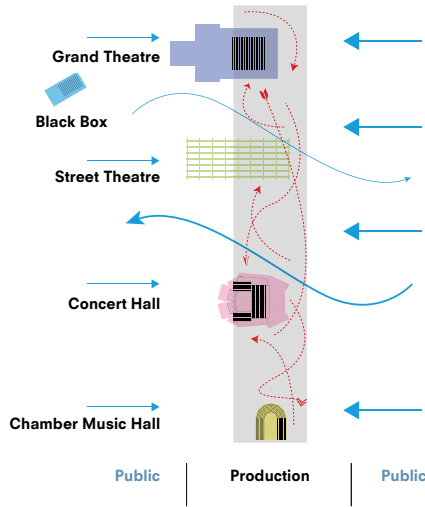 Grand Theatre
Black Box
Street Theatre
Concert Hall
Chamber Music Hall
Public
Production
Public